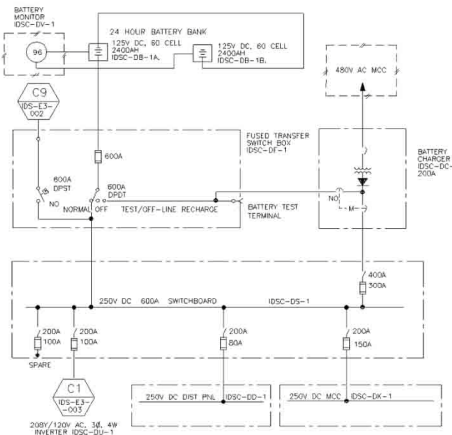 BATTERY
MONITOR
IDSC-DV-1
96
24 HOUR BATTERY BANK
125V DC, 60 CELL
2400AH
IDSC-DB-1A.
125V DC, 60 CELL
2400AH
IDSC-DB-1B.
480V AC MCC
C9
IDS-E3-
002
FUSED TRANSFER
SWITCH BOX
IDSC-DF-1
BATTERY
CHARGER
IDSC-DC-
200A
600A
600A
DPST
NO
600A
DPDT
NORMAL OFF
TEST/OFF-LINE RECHARGE
BATTERY TEST
TERMINAL
NO
M
400A
300A
250V DC 600A SWITCHBOARD
IDSC-DS-1
200A
100A
200A
100A
200A
80A
200A
150A
SPARE
C1
IDS-E3-
-003
208Y/120V AC, 3Ø, 4W
INVERTER IDSC-DU-1
250V DC DIST PNL
IDSC-DD-1
250V DC MCC
IDSC-DK-1